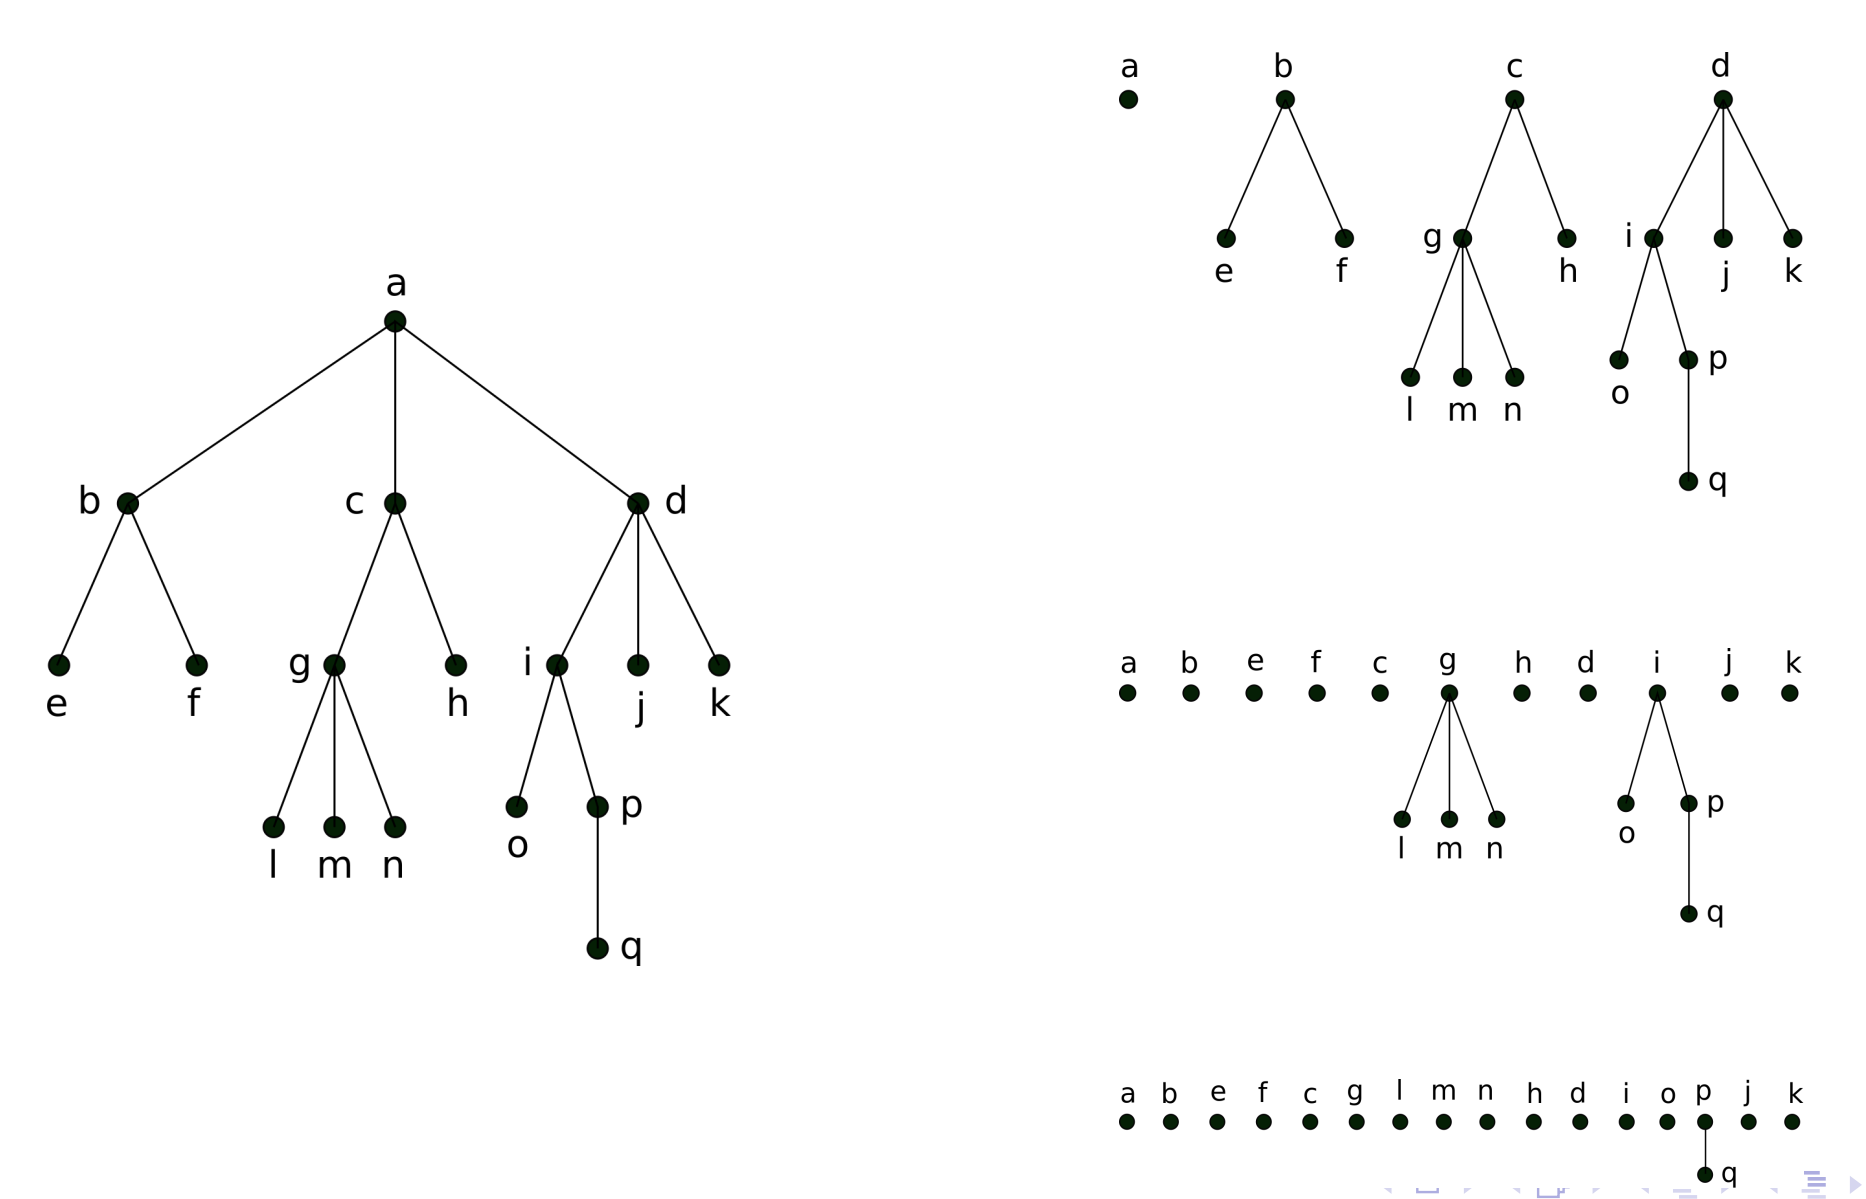 a
b c d
e f g h i j k
l m n o p
q
a b c d
e f g h i j k
l m n o p
q
a b e f c g h d i j k
l m n o p
q
a b e f c g l m n h d i o p j k
q